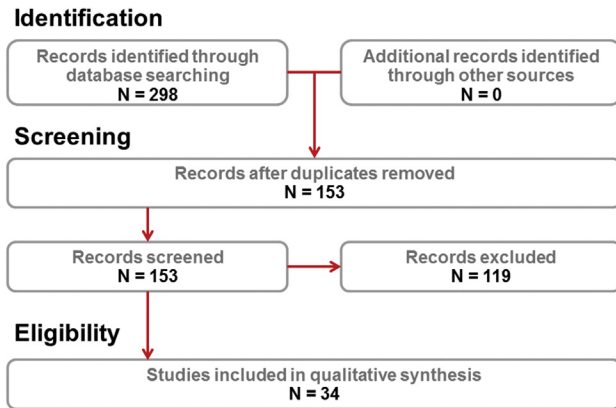 Identification
Records identified through
database searching
N = 298
Additional records identified
through other sources
N = 0
Screening
Records after duplicates removed
N = 153
Records screened
N = 153
Records excluded
N = 119
Eligibility
Studies included in qualitative synthesis
N = 34